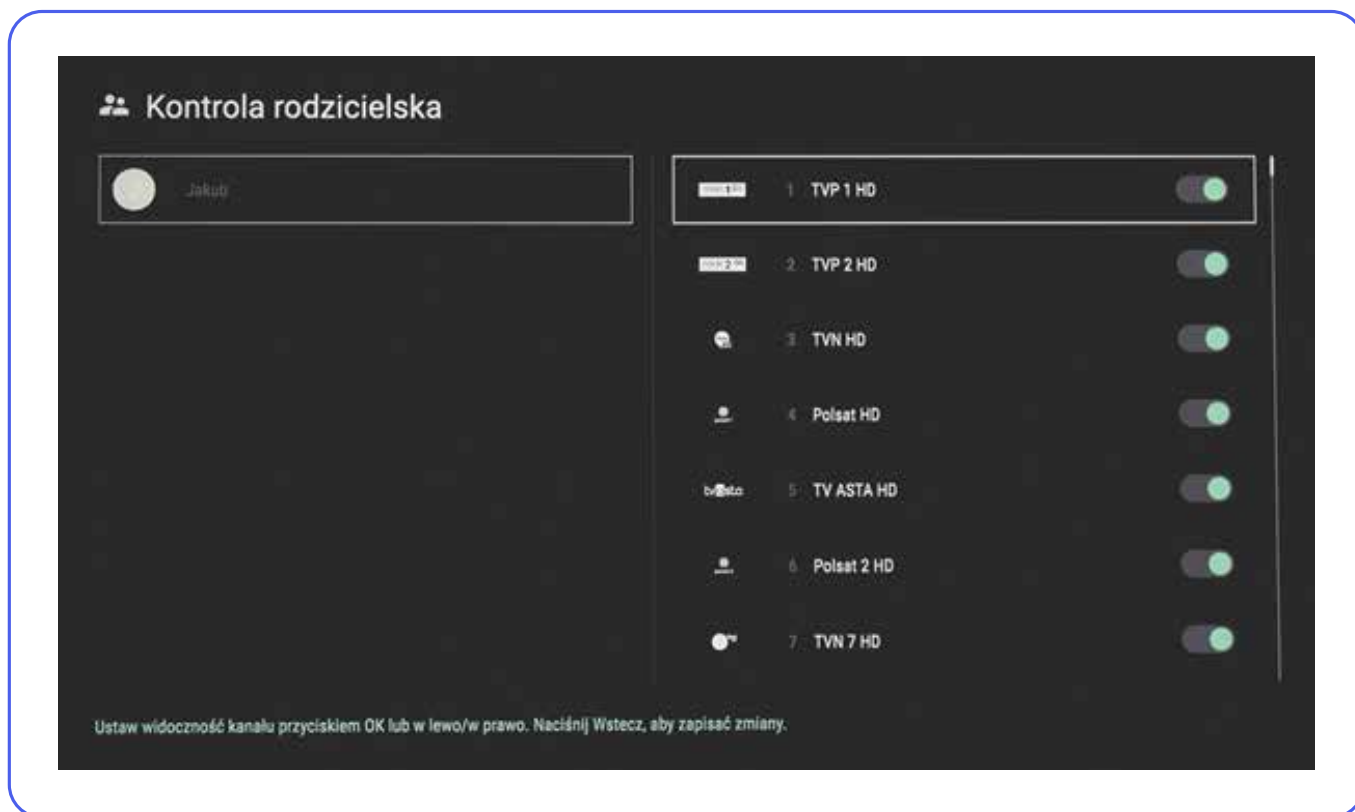 Kontrola rodzicielska
Jakub
1 TVP 1 HD
2 TVP 2 HD
3 TVN HD
4 Polsat HD
tvasta 5 TV ASTA HD
6 Polsat 2 HD
7 TVN 7 HD
Ustaw widoczność kanału przyciskiem OK lub w lewo/w prawo. Naciśnij Wstecz, aby zapisać zmiany.